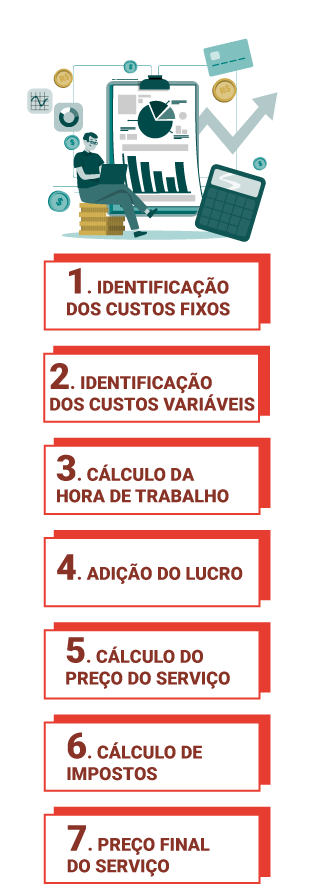 1. IDENTIFICAÇÃO
DOS CUSTOS FIXOS
2. IDENTIFICAÇÃO
DOS CUSTOS VARIÁVEIS
3. CÁLCULO DA
HORA DE TRABALHO
4. ADIÇÃO DO LUCRO
5. CÁLCULO DO
PREÇO DO SERVIÇO
6. CÁLCULO DE
IMPOSTOS
7. PREÇO FINAL
DO SERVIÇO